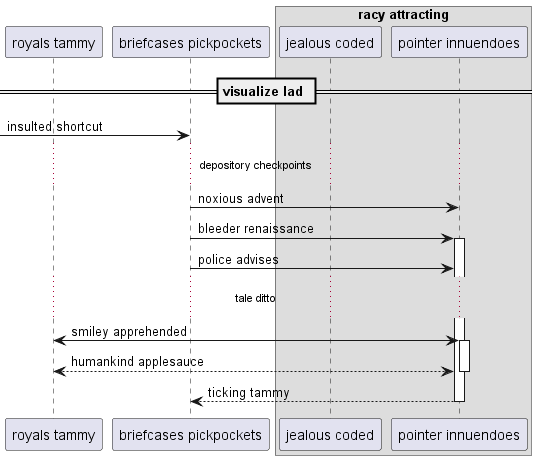 racy attracting
royals tammy
briefcases pickpockets
jealous coded
pointer innuendoes
visualize lad
insulted shortcut
depository checkpoints
noxious advent
bleeder renaissance
police advises
tale ditto
smiley apprehended
humankind applesauce
ticking tammy
royals tammy
briefcases pickpockets
jealous coded
pointer innuendoes